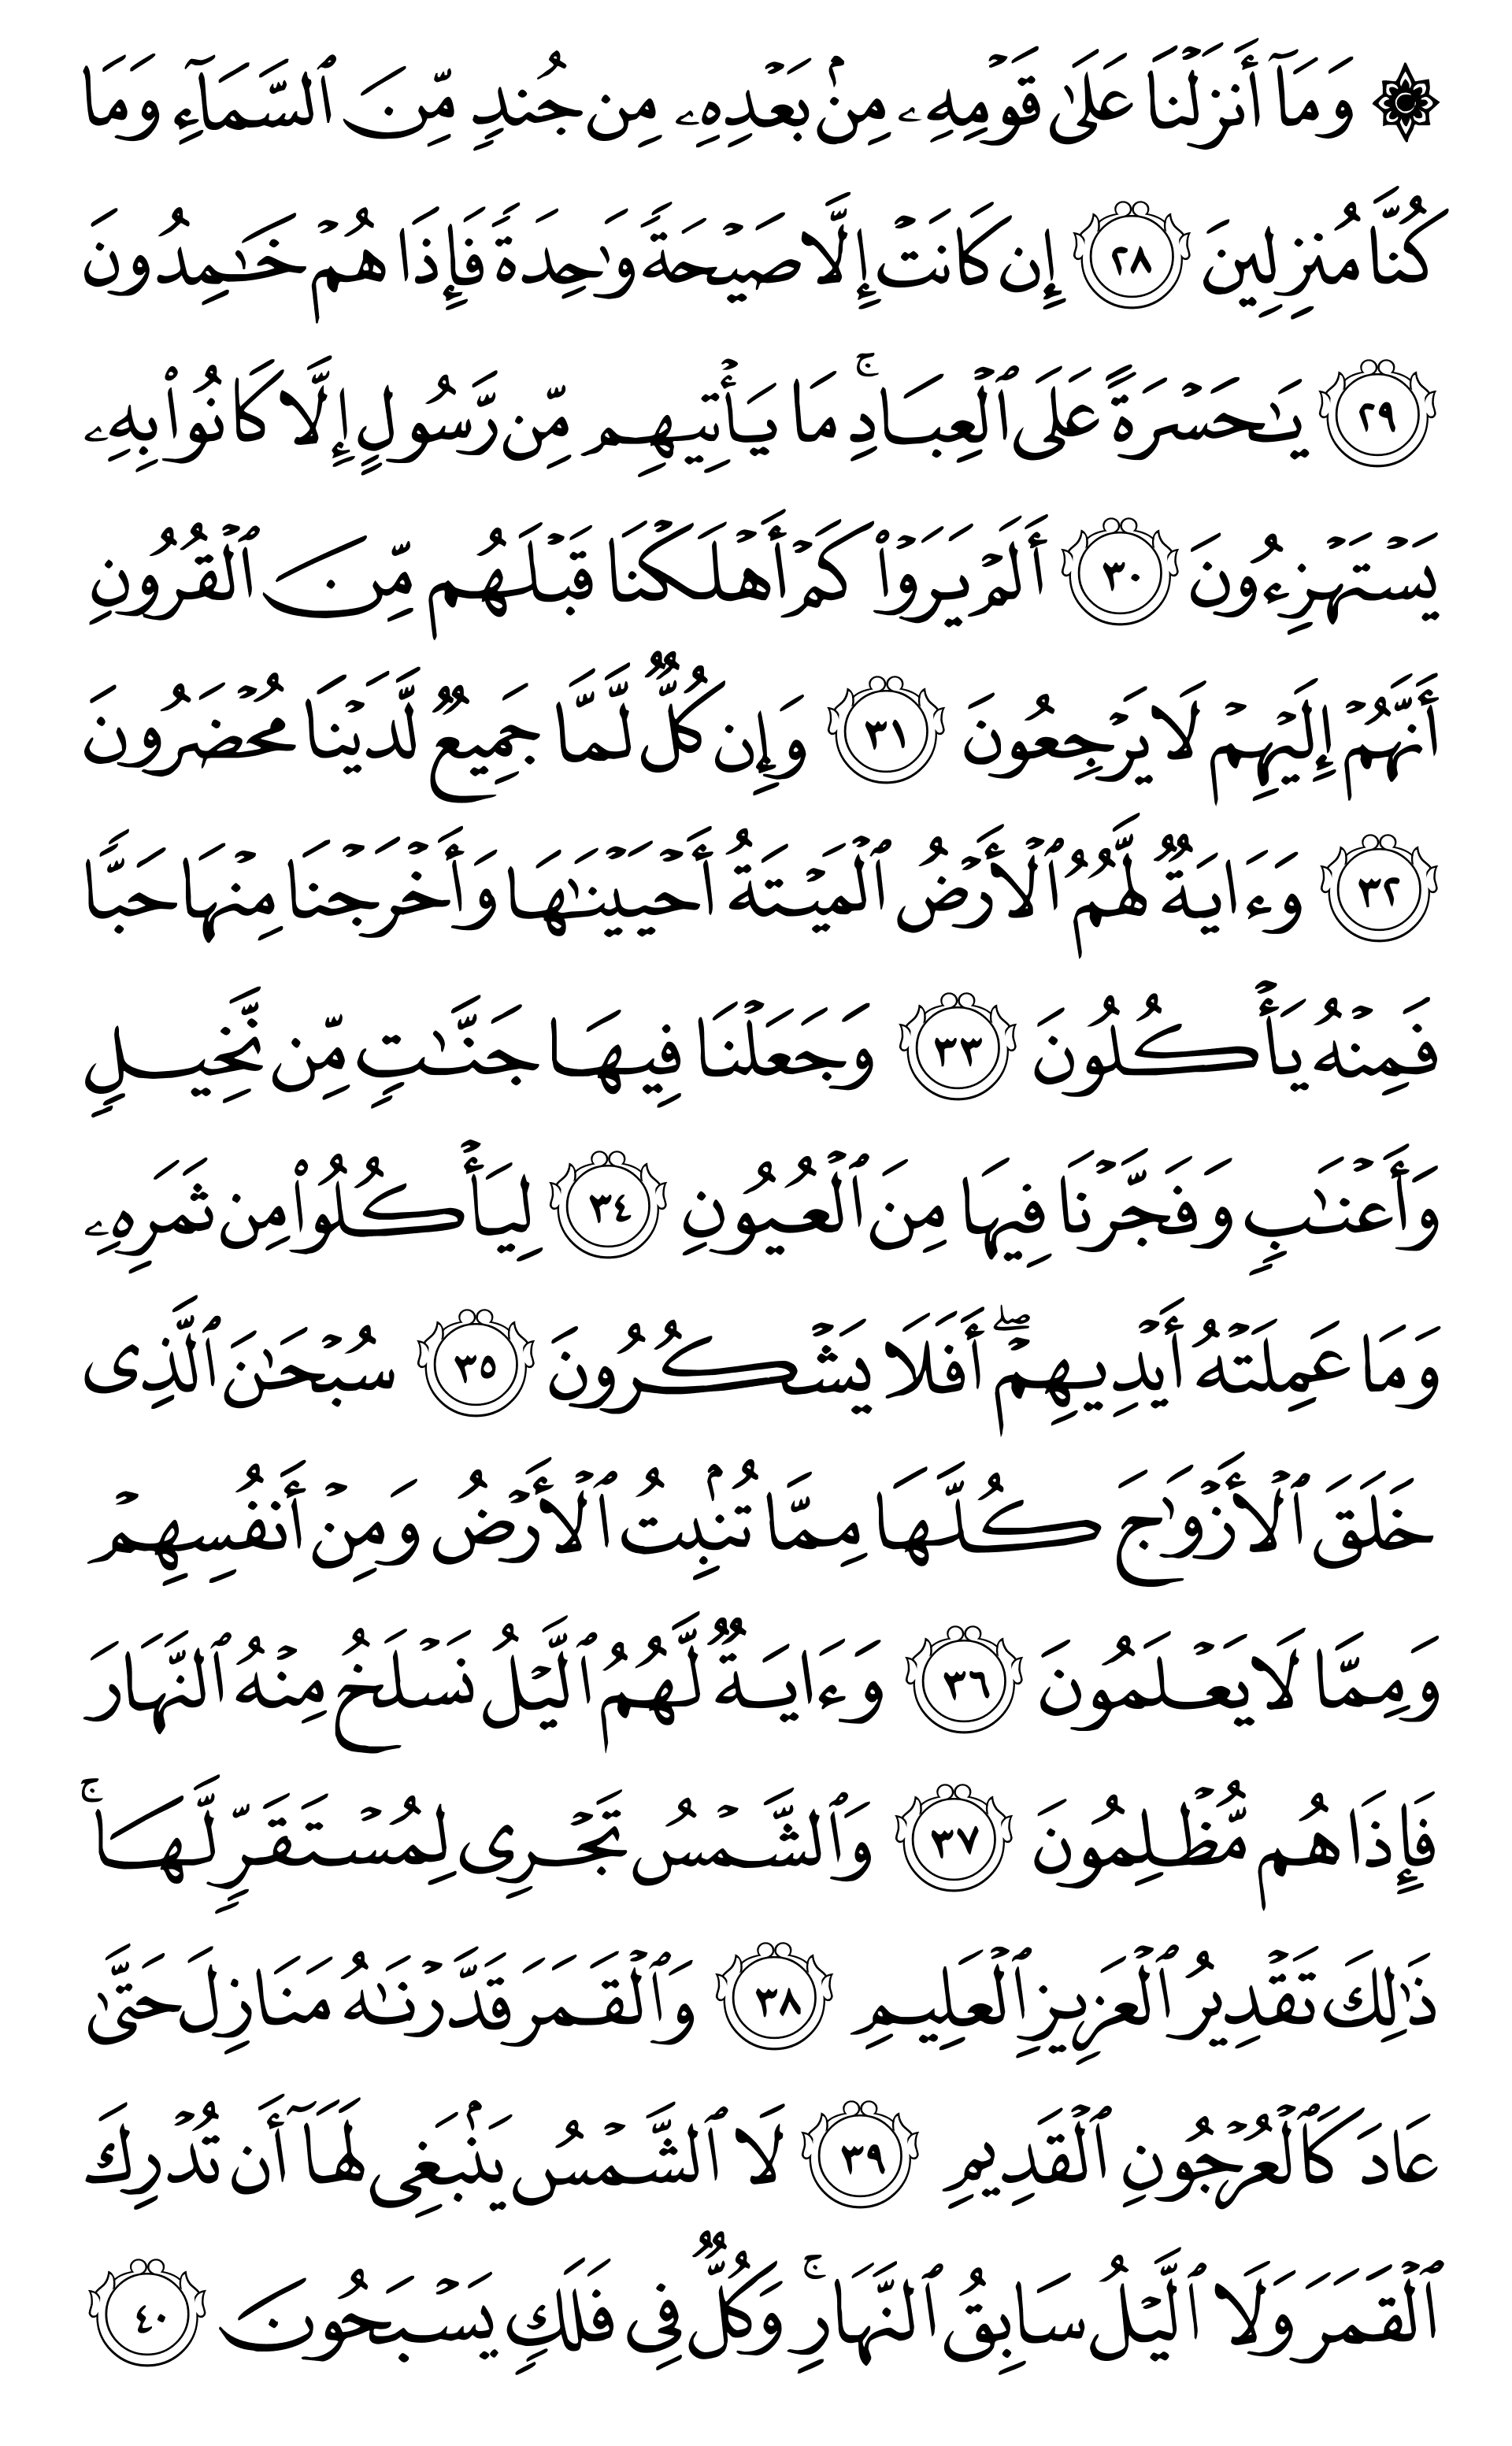 ۞ وَمَآ أَنزَلۡنَا عَلَىٰ قَوۡمِهِۦ مِنۢ بَعۡدِهِۦ مِن جُندٖ مِّنَ ٱلسَّمَآءِ وَمَا
كُنَّا مُنزِلِينَ ٢٨ إِن كَانَتۡ إِلَّا صَيۡحَةٗ وَٰحِدَةٗ فَإِذَا هُمۡ خَٰمِدُونَ
٢٩ يَٰحَسۡرَةً عَلَى ٱلۡعِبَادِۚ مَا يَأۡتِيهِم مِّن رَّسُولٍ إِلَّا كَانُواْ بِهِۦ
يَسۡتَهۡزِءُونَ ٣٠ أَلَمۡ يَرَوۡاْ كَمۡ أَهۡلَكۡنَا قَبۡلَهُم مِّنَ ٱلۡقُرُونِ
أَنَّهُمۡ إِلَيۡهِمۡ لَا يَرۡجِعُونَ ٣١ وَإِن كُلّٞ لَّمَّا جَمِيعٞ لَّدَيۡنَا مُحۡضَرُونَ
٣٢ وَءَايَةٞ لَّهُمُ ٱلۡأَرۡضُ ٱلۡمَيۡتَةُ أَحۡيَيۡنَٰهَا وَأَخۡرَجۡنَا مِنۡهَا حَبّٗا
فَمِنۡهُ يَأۡكُلُونَ ٣٣ وَجَعَلۡنَا فِيهَا جَنَّٰتٖ مِّن نَّخِيلٖ
وَأَعۡنَٰبٖ وَفَجَّرۡنَا فِيهَا مِنَ ٱلۡعُيُونِ ٣٤ لِيَأۡكُلُواْ مِن ثَمَرِهِۦ
وَمَا عَمِلَتۡهُ أَيۡدِيهِمۡۚ أَفَلَا يَشۡكُرُونَ ٣٥ سُبۡحَٰنَ ٱلَّذِي
خَلَقَ ٱلۡأَزۡوَٰجَ كُلَّهَا مِمَّا تُنۢبِتُ ٱلۡأَرۡضُ وَمِنۡ أَنفُسِهِمۡ
وَمِمَّا لَا يَعۡلَمُونَ ٣٦ وَءَايَةٞ لَّهُمُ ٱلَّيۡلُ نَسۡلَخُ مِنۡهُ ٱلنَّهَارَ
فَإِذَا هُم مُّظۡلِمُونَ ٣٧ وَٱلشَّمۡسُ تَجۡرِي لِمُسۡتَقَرّٖ لَّهَاۚ
ذَٰلِكَ تَقۡدِيرُ ٱلۡعَزِيزِ ٱلۡعَلِيمِ ٣٨ وَٱلۡقَمَرَ قَدَّرۡنَٰهُ مَنَازِلَ حَتَّىٰ
عَادَ كَٱلۡعُرۡجُونِ ٱلۡقَدِيمِ ٣٩ لَا ٱلشَّمۡسُ يَنۢبَغِي لَهَآ أَن تُدۡرِكَ
ٱلۡقَمَرَ وَلَا ٱلَّيۡلُ سَابِقُ ٱلنَّهَارِۚ وَكُلّٞ فِي فَلَكٖ يَسۡبَحُونَ ٤٠